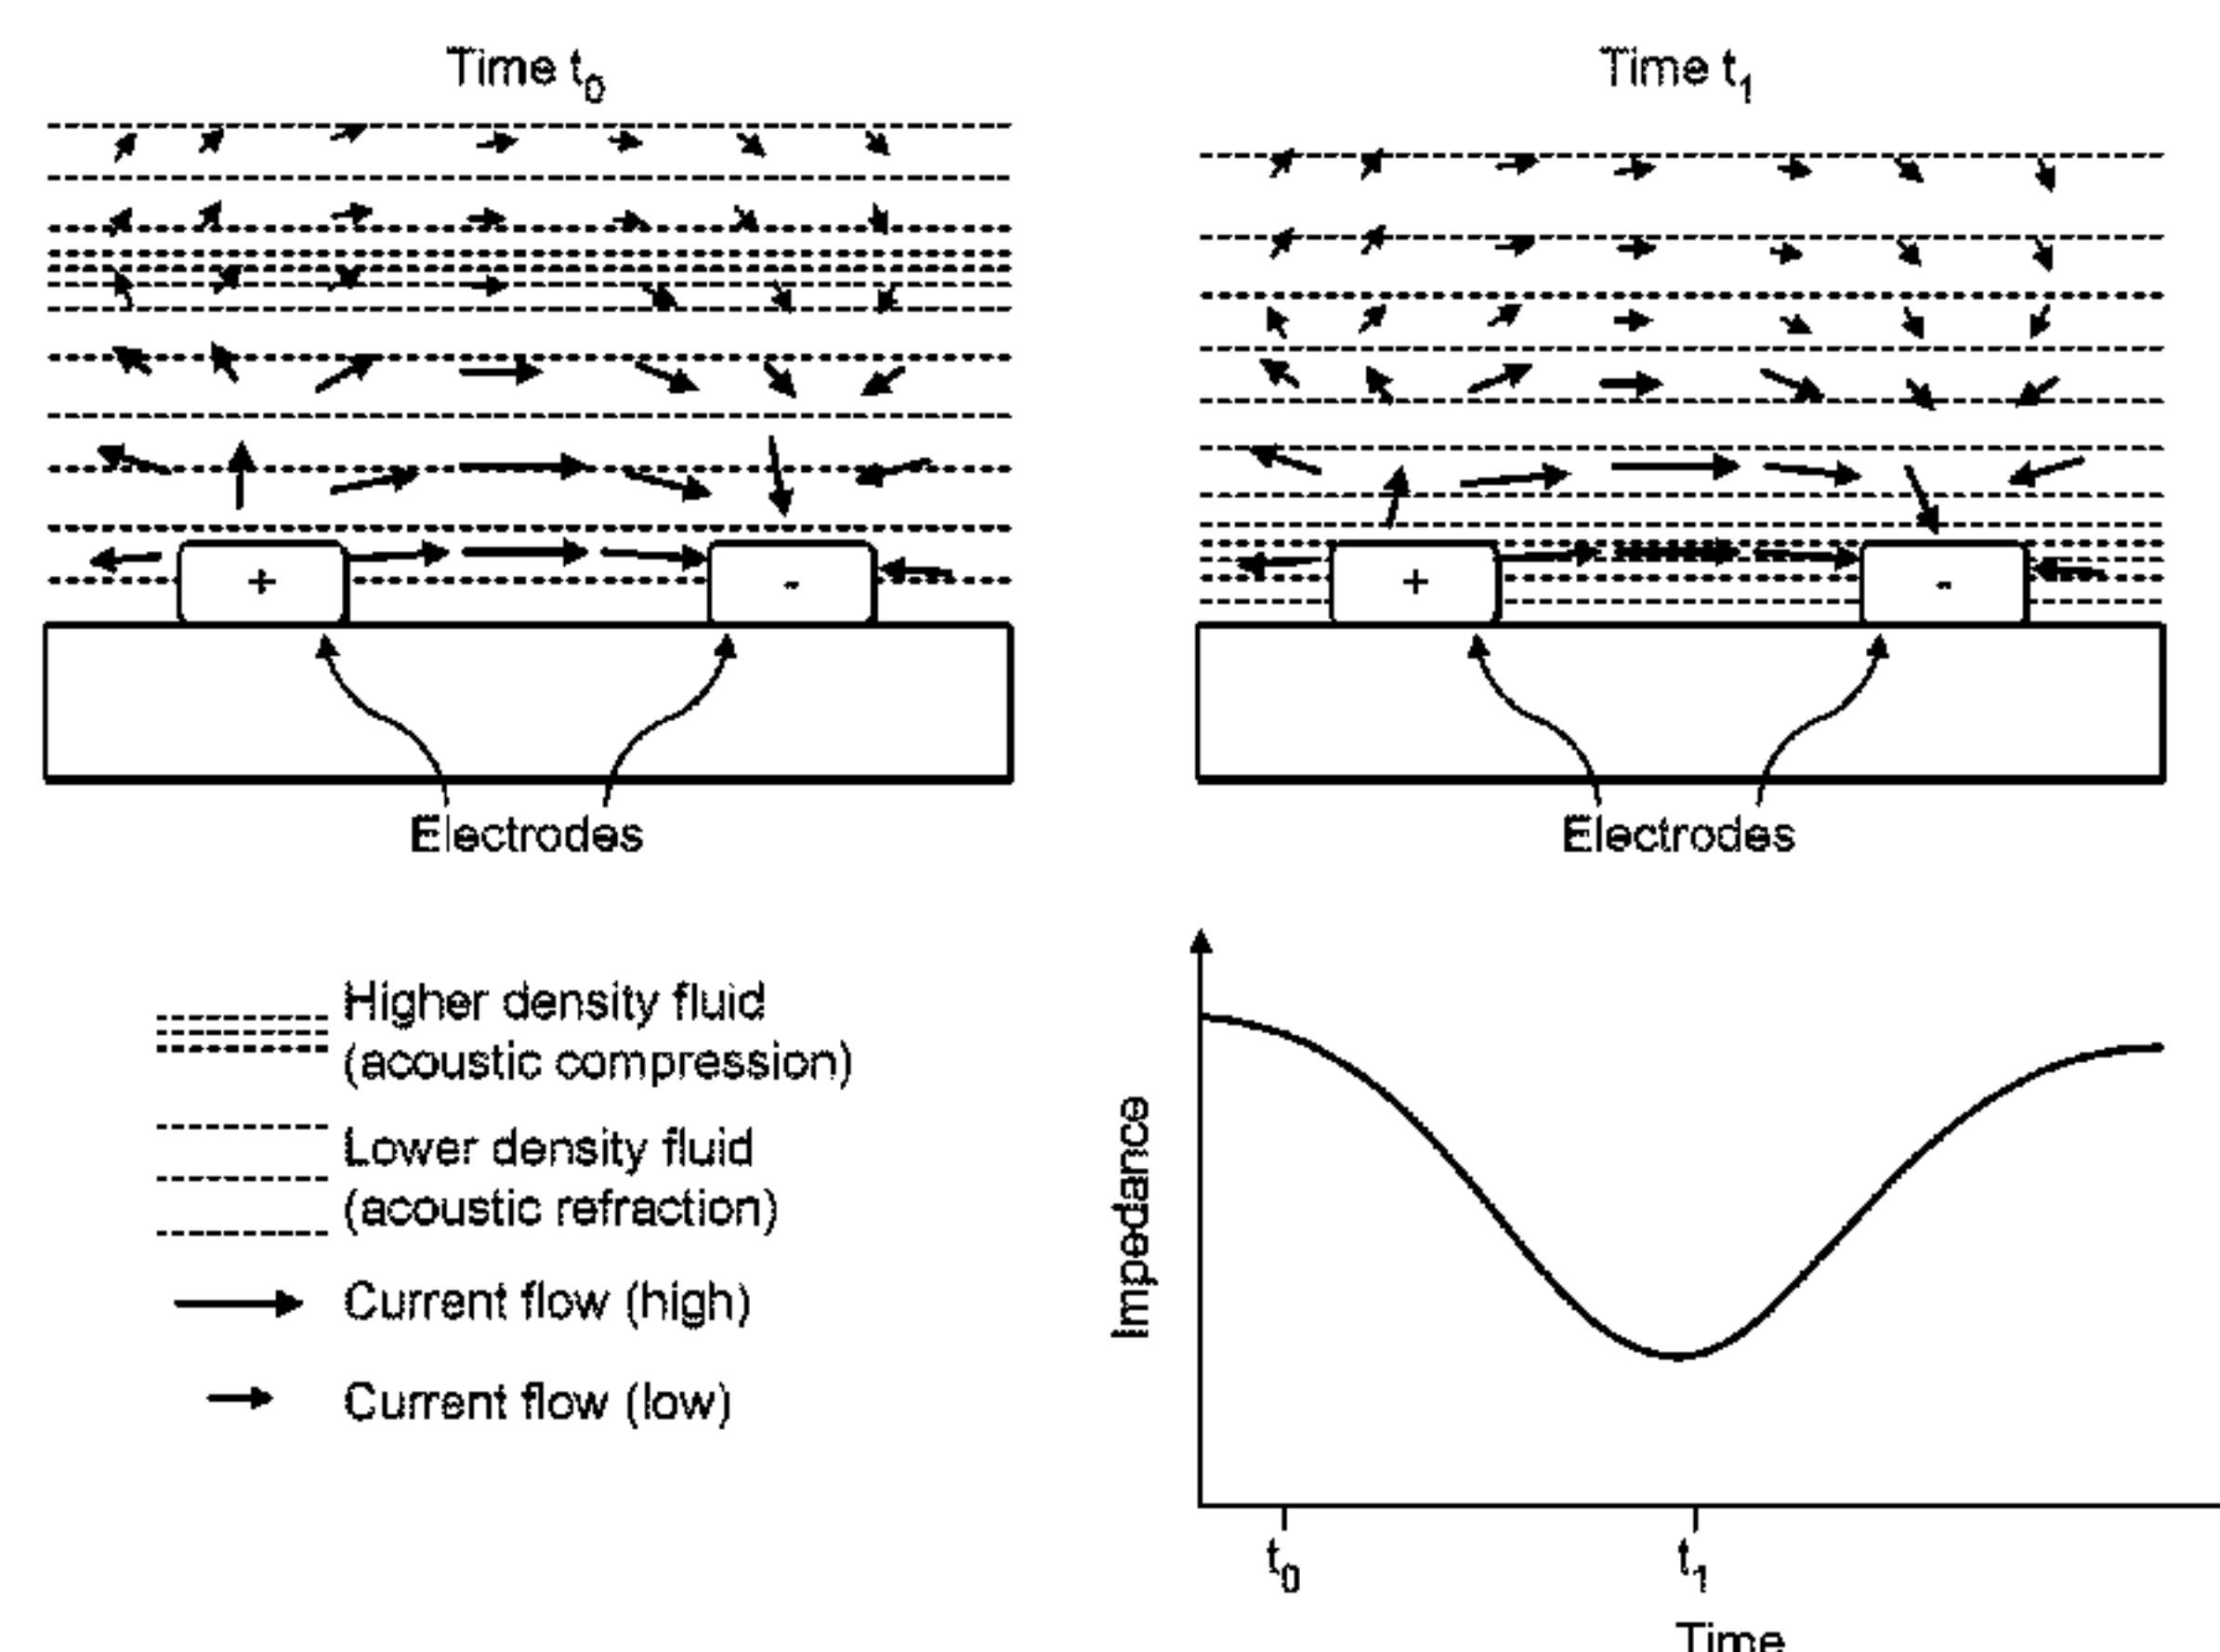 Time t0
Time t1
+
-
+
-
Electrodes
Electrodes
Higher density fluid
(acoustic compression)
Lower density fluid
(acoustic refraction)
Current flow (high)
Current flow (low)
Impedance
t0
t1
Time